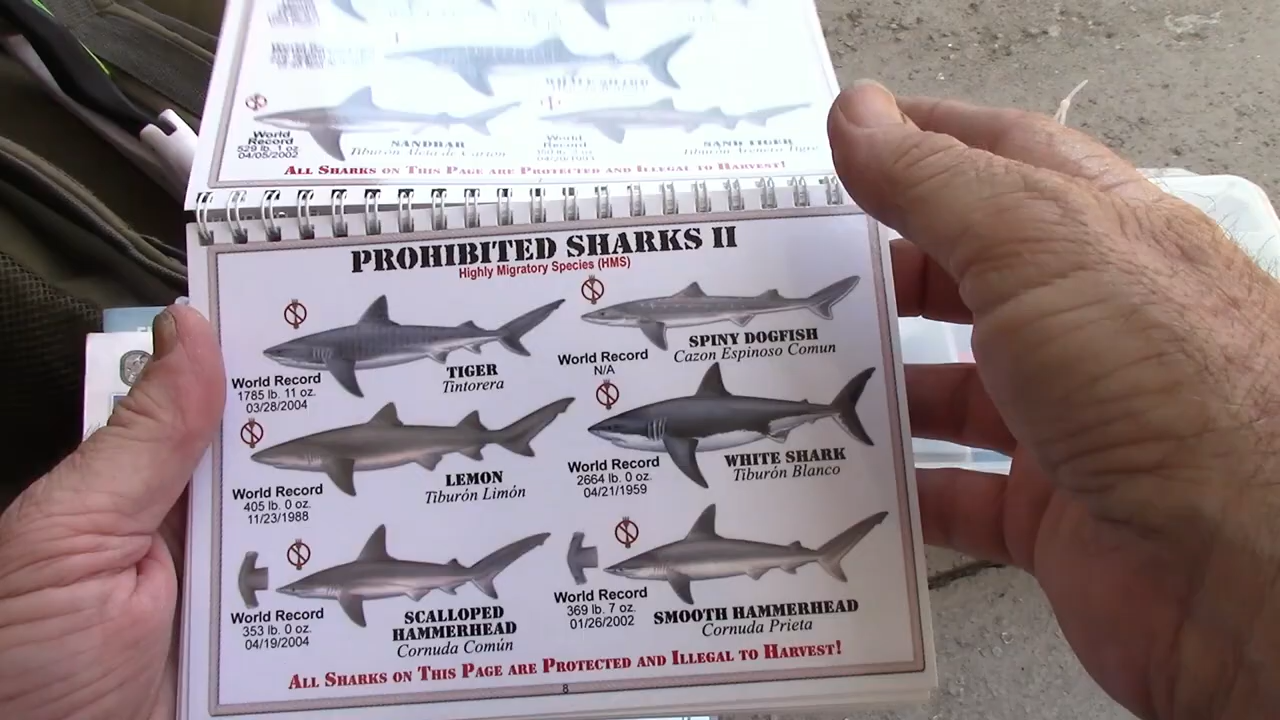 WHALE SHARK
World
Record
529 lb. 1 oz
04/05/2002
SANDBAR
Tiburón Aleta de Carton
World
Record
SAND TIGER
ALL SHARKS ON THIS PAGE ARE PROTECTED AND ILLEGAL TO HARVEST!
PROHIBITED SHARKS II
Highly Migratory Species (HMS)
World Record
1785 lb. 11 oz.
03/28/2004
TIGER
Tintorera
World Record
N/A
SPINY DOGFISH
Cazon Espinoso Comun
World Record
405 lb. 0 oz.
11/23/1988
LEMON
Tiburón Limón
World Record
2664 lb. 0 oz.
04/21/1959
WHITE SHARK
Tiburón Blanco
World Record
353 lb. 0 oz.
04/19/2004
SCALLOPED
HAMMERHEAD
Cornuda Común
World Record
369 lb. 7 oz.
01/26/2002
SMOOTH HAMMERHEAD
Cornuda Prieta
ALL SHARKS ON THIS PAGE ARE PROTECTED AND ILLEGAL TO HARVEST!
8